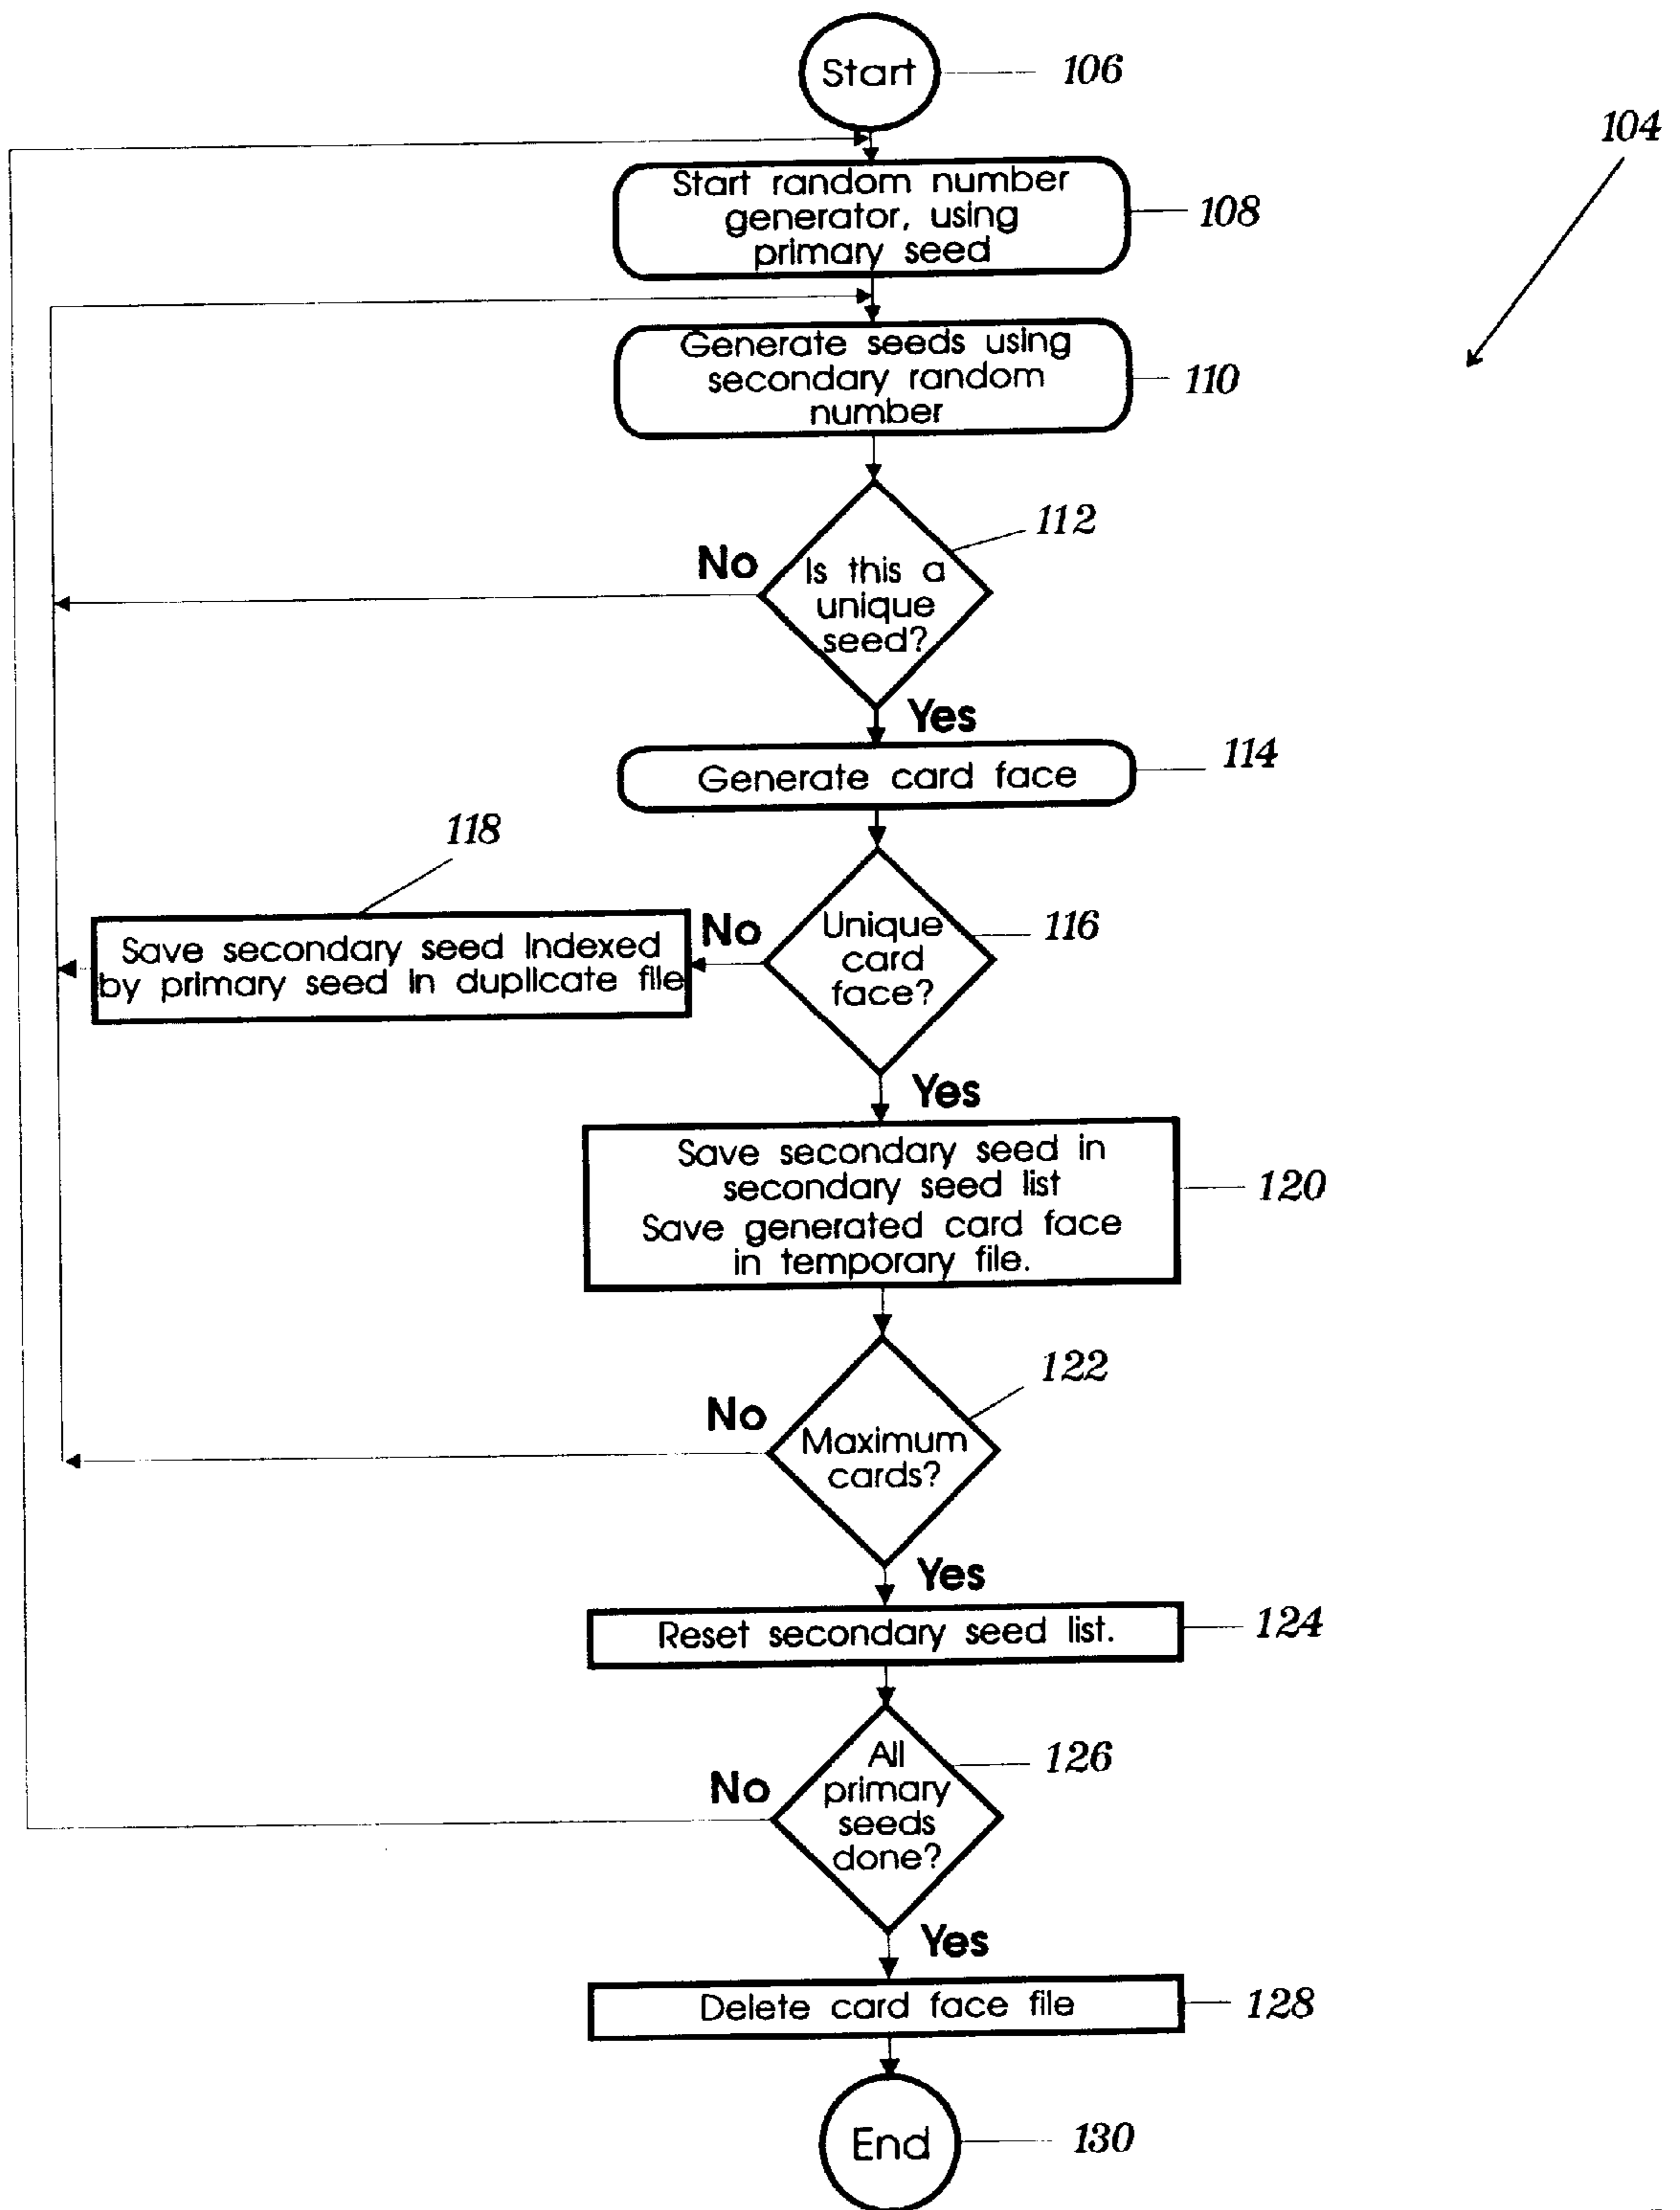 Start
106
104
Start random number
generator, using
primary seed
108
Generate seeds using
secondary random
number
110
112
No
Is this a
unique
seed?
Yes
Generate card face
114
118
Save secondary seed Indexed
by primary seed in duplicate file
No
Unique
card
face?
116
Yes
Save secondary seed in
secondary seed list
Save generated card face
in temporary file.
120
122
No
Maximum
cards?
Yes
Reset secondary seed list.
124
All
primary
seeds
done?
126
No
Yes
Delete card face file
128
End
130